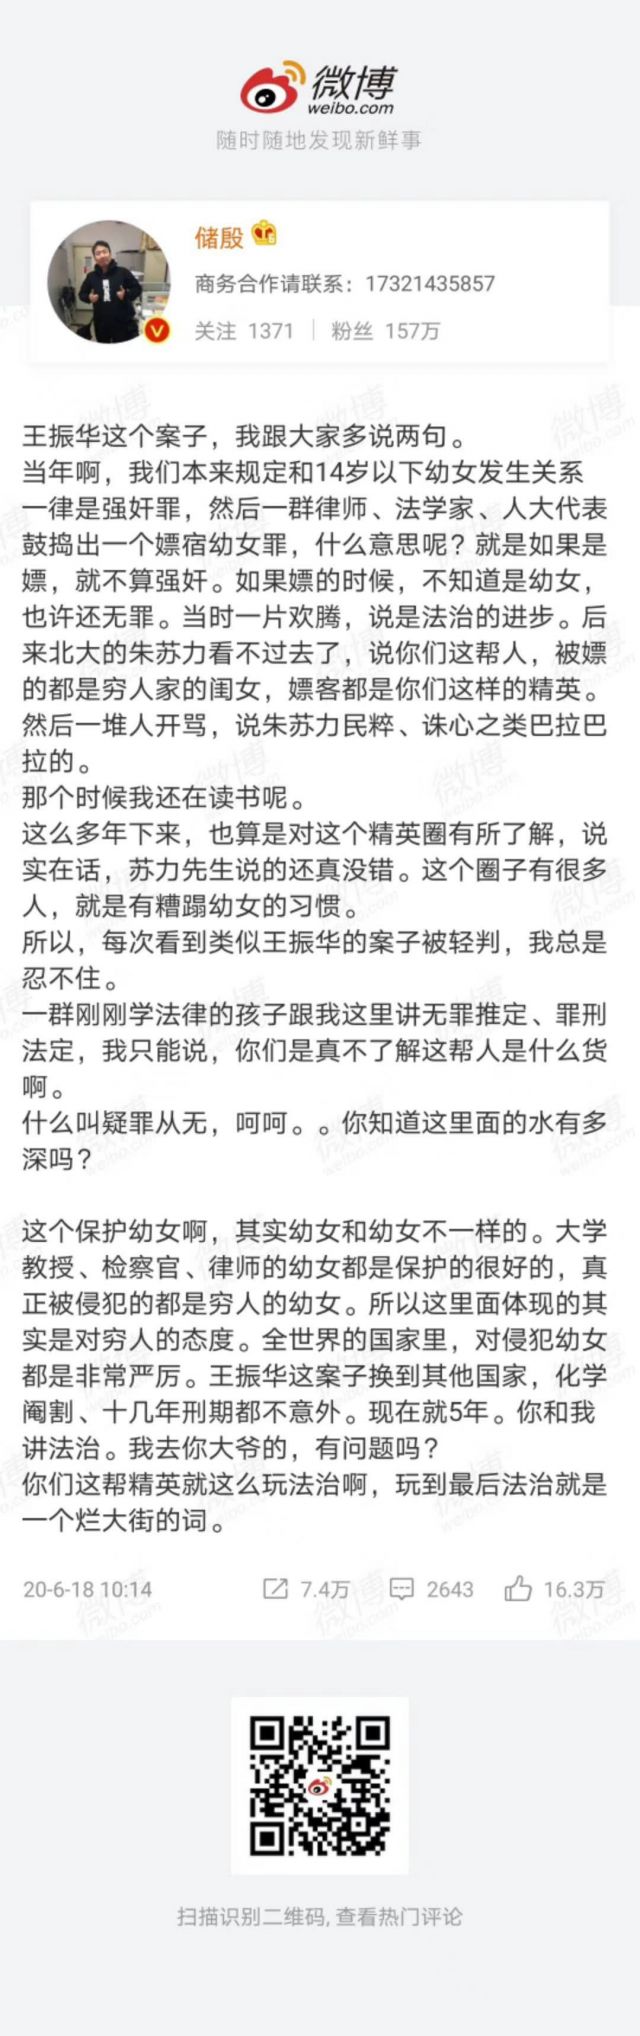 微博
weibo.com
随时随地发现新鲜事
储殷
商务合作请联系：17321435857
关注 1371 | 粉丝 157万
王振华这个案子，我跟大家多说两句。
当年啊，我们本来规定和14岁以下幼女发生关系
一律是强奸罪，然后一群律师、法学家、人大代表
鼓捣出一个嫖宿幼女罪，什么意思呢？就是如果是
嫖，就不算强奸。如果嫖的时候，不知道是幼女，
也许还无罪。当时一片欢腾，说是法治的进步。后
来北大的朱苏力看不过去了，说你们这帮人，被嫖
的都是穷人家的闺女，嫖客都是你们这样的精英。
然后一堆人开骂，说朱苏力民粹、诛心之类巴拉巴
拉的。
那个时候我还在读书呢。
这么多年下来，也算是对这个精英圈有所了解，说
实在话，苏力先生说的还真没错。这个圈子有很多
人，就是有糟蹋幼女的习惯。
所以，每次看到类似王振华的案子被轻判，我总是
忍不住。
一群刚刚学法律的孩子跟我这里讲无罪推定、罪刑
法定，我只能说，你们是真不了解这帮人是什么货
啊。
什么叫疑罪从无，呵呵。。你知道这里面的水有多
深吗？
这个保护幼女啊，其实幼女和幼女不一样的。大学
教授、检察官、律师的幼女都是保护的很好的，真
正被侵犯的都是穷人的幼女。所以这里面体现的其
实是对穷人的态度。全世界的国家里，对侵犯幼女
都是非常严厉。王振华这案子换到其他国家，化学
阉割、十几年刑期都不意外。现在就5年。你和我
讲法治。我去你大爷的，有问题吗？
你们这帮精英就这么玩法治啊，玩到最后法治就是
一个烂大街的词。
20-6-18 10:14 7.4万 2643 16.3万
扫描识别二维码, 查看热门评论